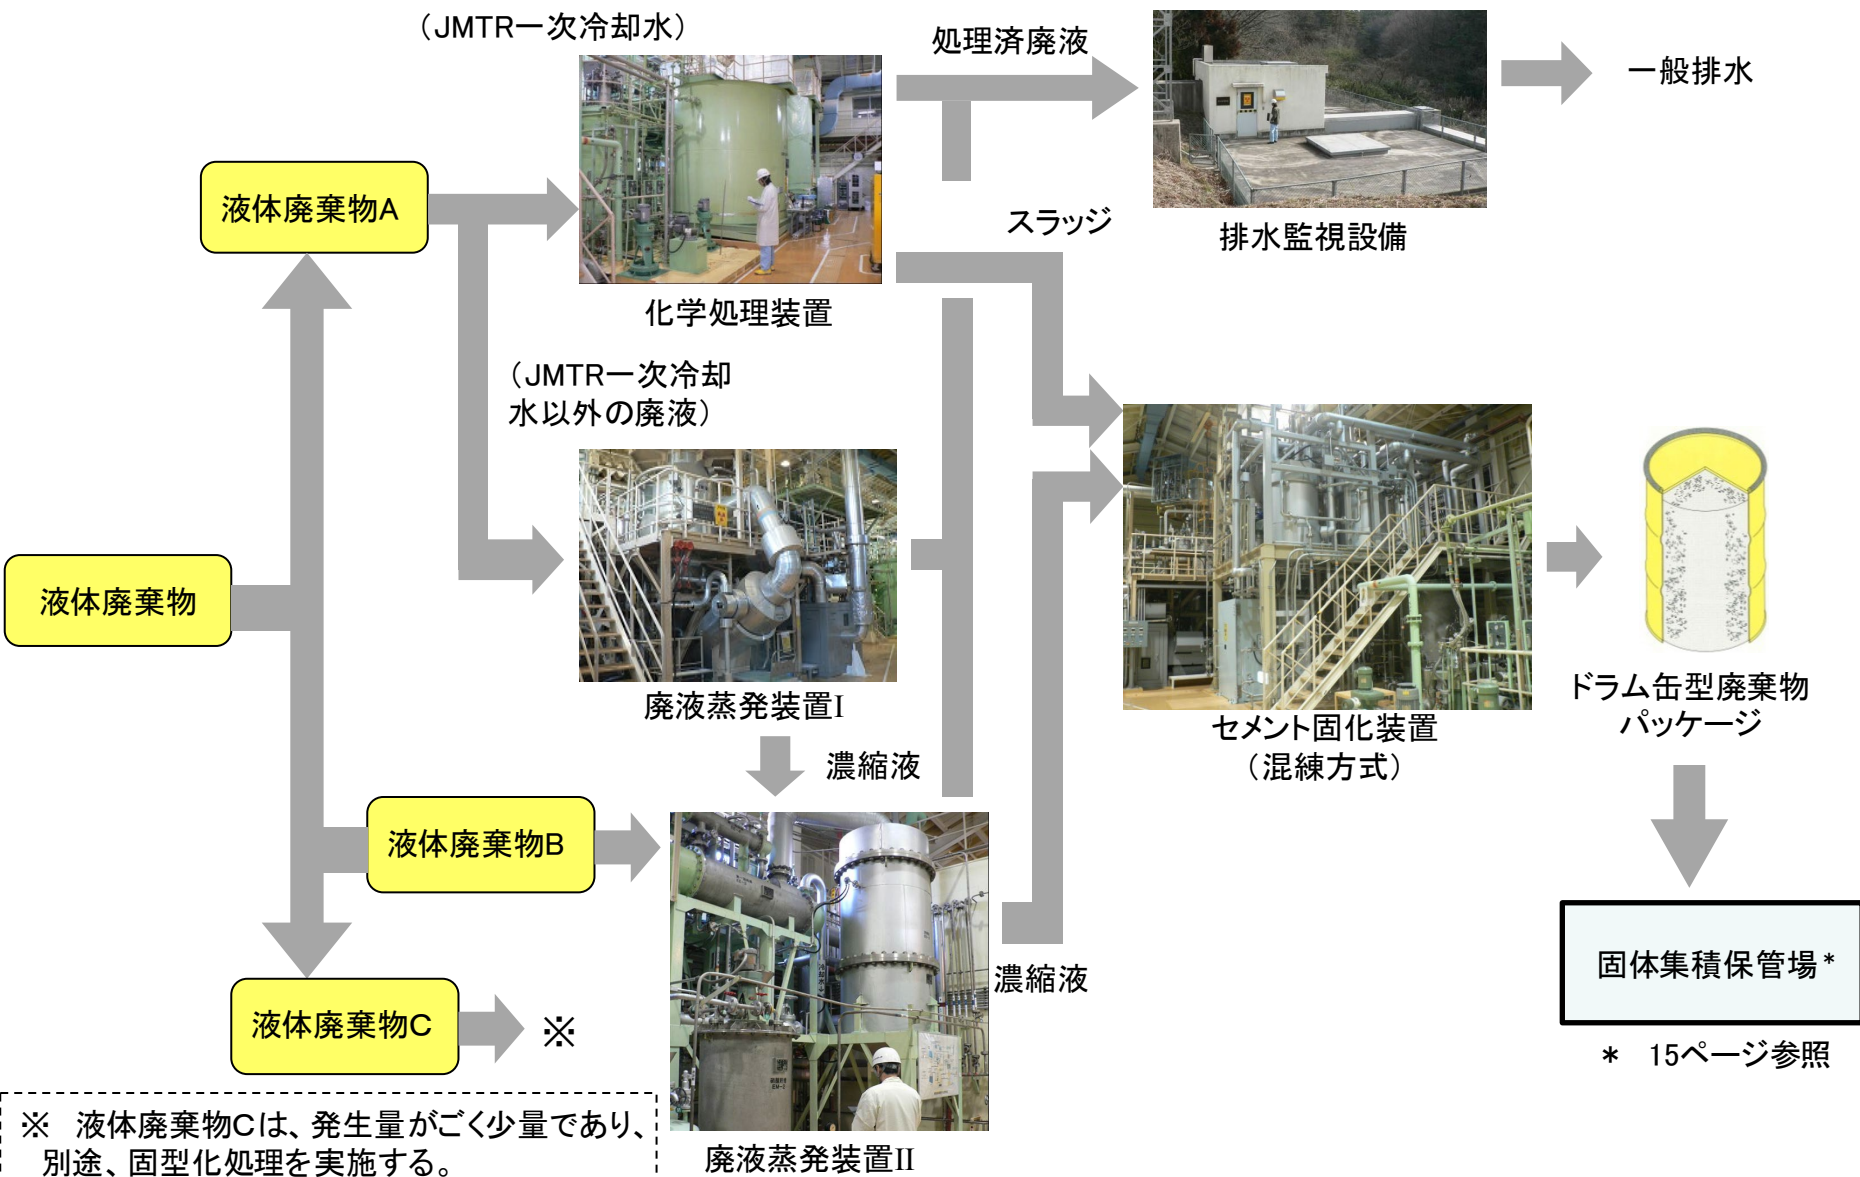 （JMTR一次冷却水）
処理済廃液
一般排水
液体廃棄物A
スラッジ
排水監視設備
化学処理装置
（JMTR一次冷却
水以外の廃液）
液体廃棄物
廃液蒸発装置I
濃縮液
セメント固化装置
（混練方式）
ドラム缶型廃棄物
パッケージ
液体廃棄物B
濃縮液
固体集積保管場*
* 15ページ参照
液体廃棄物C
※
※ 液体廃棄物Cは、発生量がごく少量であり、
別途、固型化処理を実施する。
廃液蒸発装置II